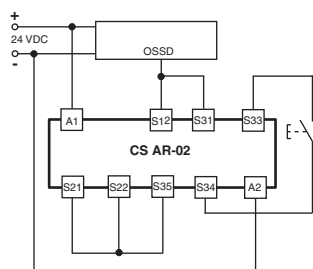 +
24 VDC
-
OSSD
A1
S12
S31
S33
CS AR-02
S21
S22
S35
S34
A2